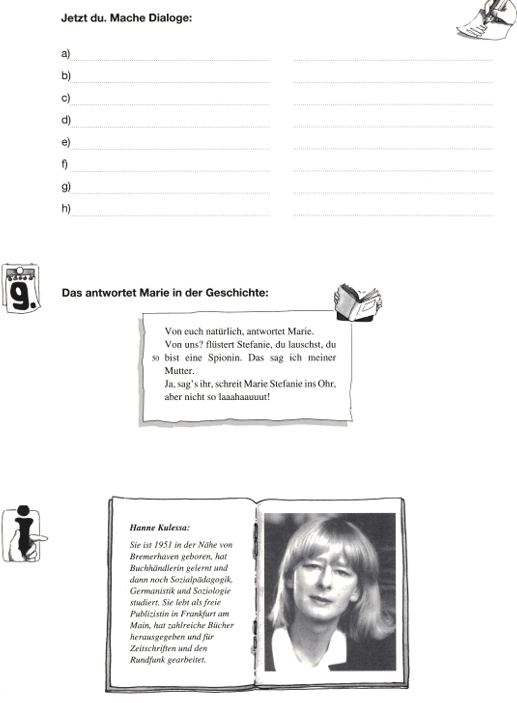 Jetzt du. Mache Dialoge:
a)
b)
c)
d)
e)
f)
g)
h)
9.
Das antwortet Marie in der Geschichte:
Von euch natürlich, antwortet Marie.
Von uns? flüstert Stefanie, du lauschst, du
50 bist eine Spionin. Das sag ich meiner
Mutter.
Ja, sag's ihr, schreit Marie Stefanie ins Ohr,
aber nicht so laaahaauuut!
i
Hanne Kulessa:
Sie ist 1951 in der Nähe von
Bremerhaven geboren, hat
Buchhändlerin gelernt und
dann noch Sozialpädagogik,
Germanistik und Soziologie
studiert. Sie lebt als freie
Publizistin in Frankfurt am
Main, hat zahlreiche Bücher
herausgegeben und für
Zeitschriften und den
Rundfunk gearbeitet.